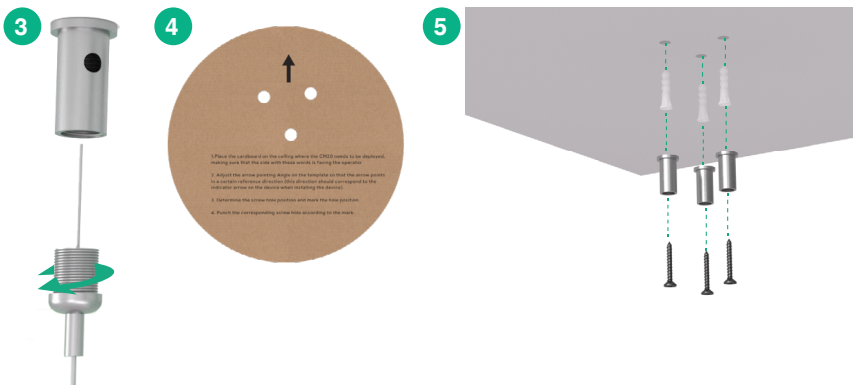 3
4
5
1.Place the cardboard on the ceiling where the CM20 needs to be deployed,
making sure that the side with these words is facing the operator
2. Adjust the arrow pointing Angle on the template so that the arrow points
in a certain reference direction (this direction should correspond to the
indicator arrow on the device when installing the device).
3. Determine the screw hole position and mark the hole position.
4. Punch the corresponding screw hole according to the mark.